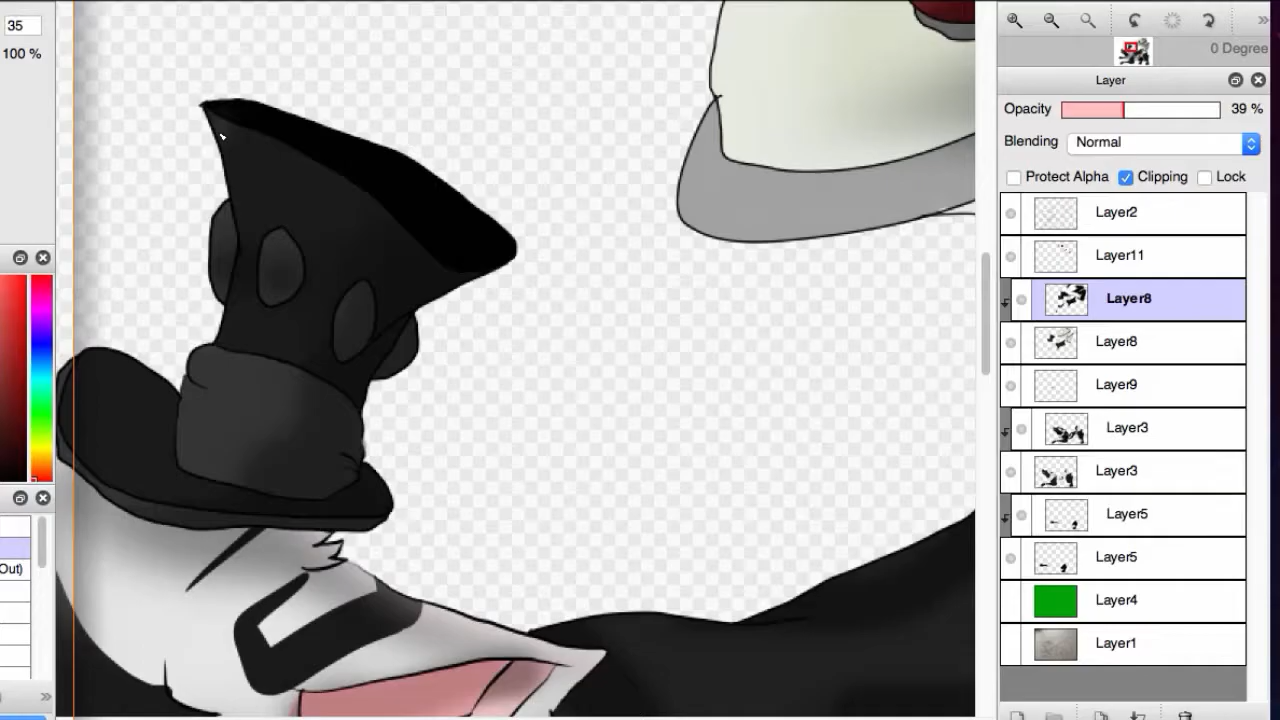 35
100 %
0 Degree
Layer
Opacity 39 %
Blending Normal
Protect Alpha Clipping Lock
Layer2
Layer11
Layer8
Layer8
Layer9
Layer3
Layer3
Layer5
Layer5
Out)
Layer4
Layer1